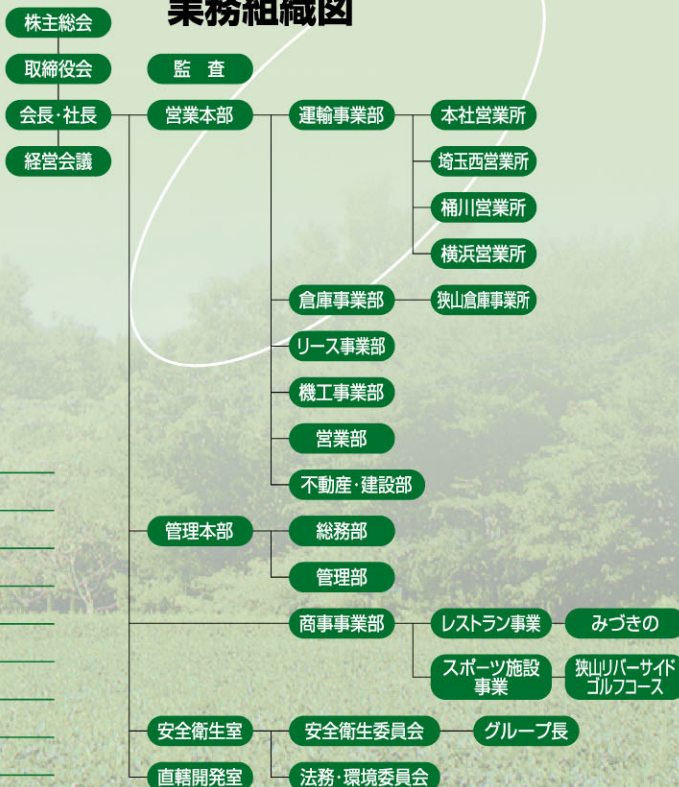 業務組織図
株主総会
取締役会
監 査
会長・社長
営業本部
運輸事業部
本社営業所
経営会議
埼玉西営業所
桶川営業所
横浜営業所
倉庫事業部
狭山倉庫事業所
リース事業部
機工事業部
営業部
不動産・建設部
管理本部
総務部
管理部
商事事業部
レストラン事業
みづきの
スポーツ施設
事業
狭山リバーサイド
ゴルフコース
安全衛生室
安全衛生委員会
グループ長
直轄開発室
法務・環境委員会